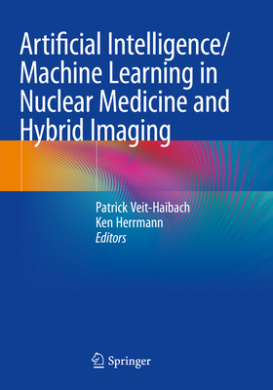 Artificial Intelligence/
Machine Learning in
Nuclear Medicine and
Hybrid Imaging
Patrick Veit-Haibach
Ken Herrmann
Editors
Springer